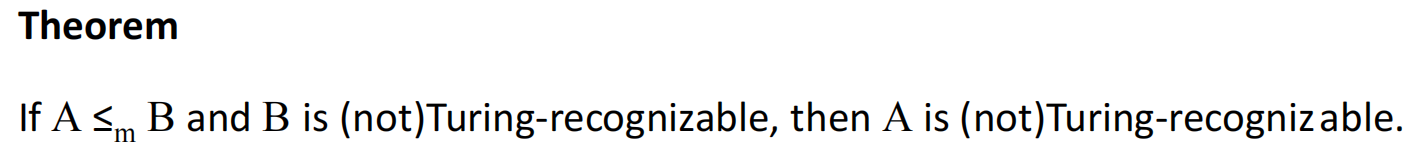 Theorem
If A ≤m B and B is (not)Turing-recognizable, then A is (not)Turing-recognizable.